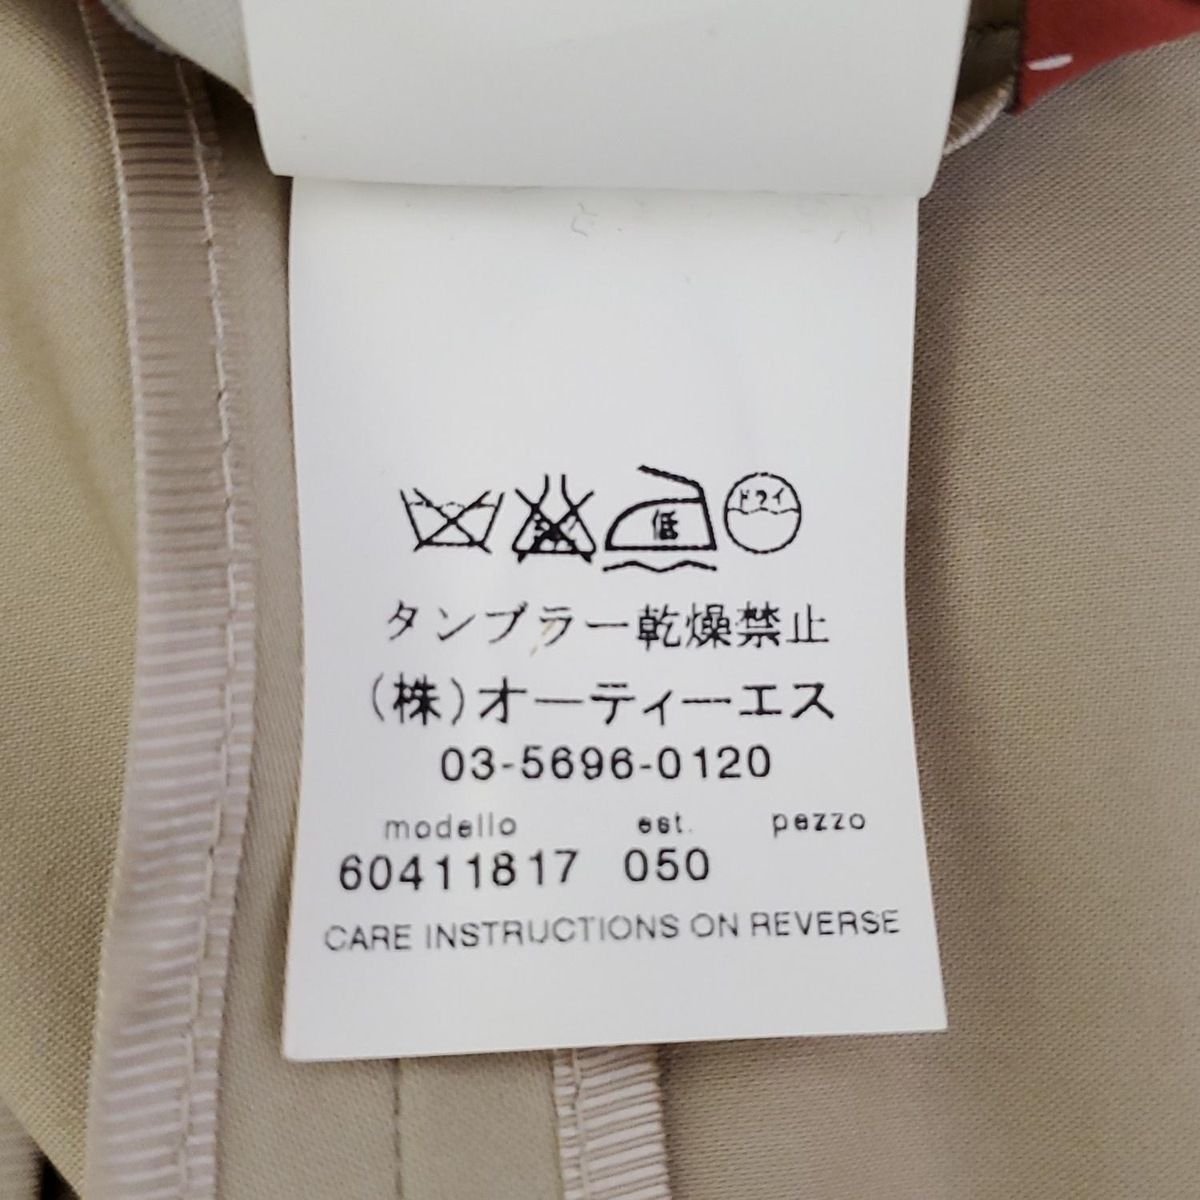 低 ドライ
タンブラー乾燥禁止
(株)オーティーエス
03-5696-0120
modello est. pezzo
60411817 050
CARE INSTRUCTIONS ON REVERSE